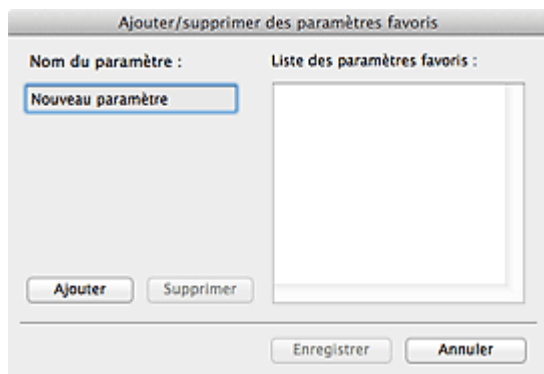 Ajouter/supprimer des paramètres favoris
Nom du paramètre : Liste des paramètres favoris :
Nouveau paramètre
Ajouter Supprimer
Enregistrer Annuler